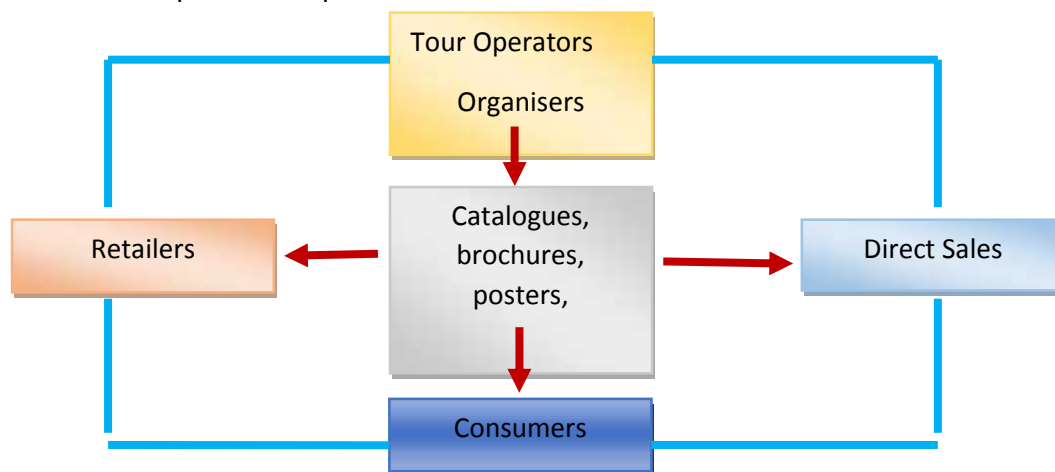 Tour Operators
Organisers
Catalogues,
brochures,
posters,
Retailers
Direct Sales
Consumers